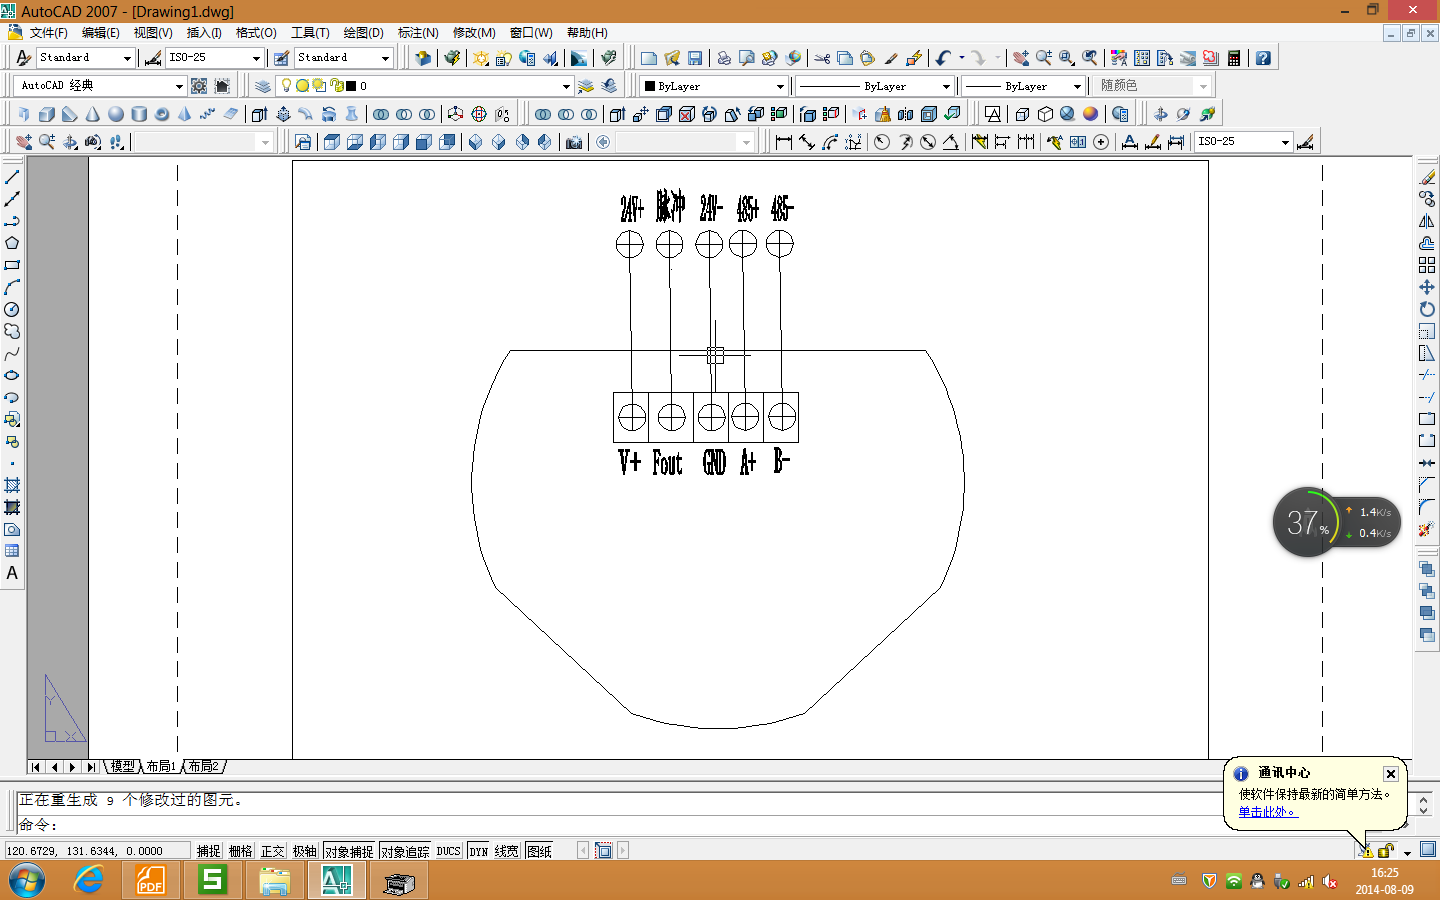 AutoCAD 2007 - [Drawing1.dwg]
文件(F) 编辑(E) 视图(V) 插入(I) 格式(O) 工具(T) 绘图(D) 标注(N) 修改(M) 窗口(W) 帮助(H)
Standard ISO-25 Standard
AutoCAD 经典 0 ByLayer ByLayer ByLayer 随颜色
ISO-25
24V+ 脉冲 24V- 485+ 485-
V+ Fout GND A+ B-
37% 1.4K/s
0.4K/s
Y
X
A
模型 布局1 布局2
通讯中心
使软件保持最新的简单方法。
单击此处。
正在重生成 9 个修改过的图元。
命令:
120.6729, 131.6344, 0.0000 捕捉 栅格 正交 极轴 对象捕捉 对象追踪 DUCS DYN 线宽 图纸
PDF S
16:25
2014-08-09